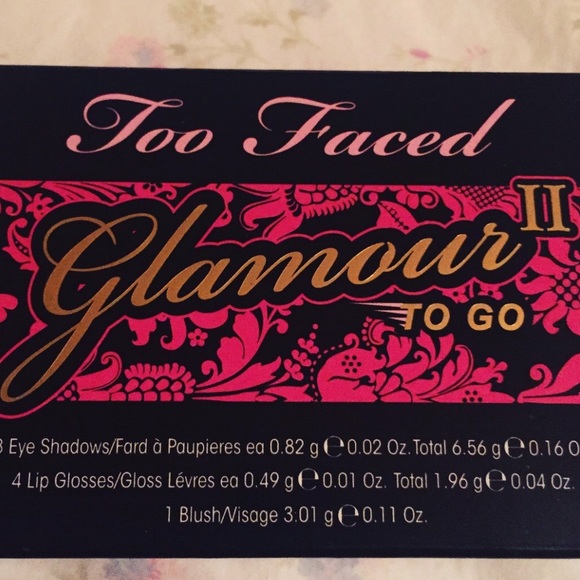 Too Faced
Glamour II
TO GO
8 Eye Shadows/Fard à Paupieres ea 0.82 g ℮ 0.02 Oz. Total 6.56 g ℮ 0.16 O
4 Lip Glosses/Gloss Lévres ea 0.49 g ℮ 0.01 Oz. Total 1.96 g ℮ 0.04 Oz.
1 Blush/Visage 3.01 g ℮ 0.11 Oz.